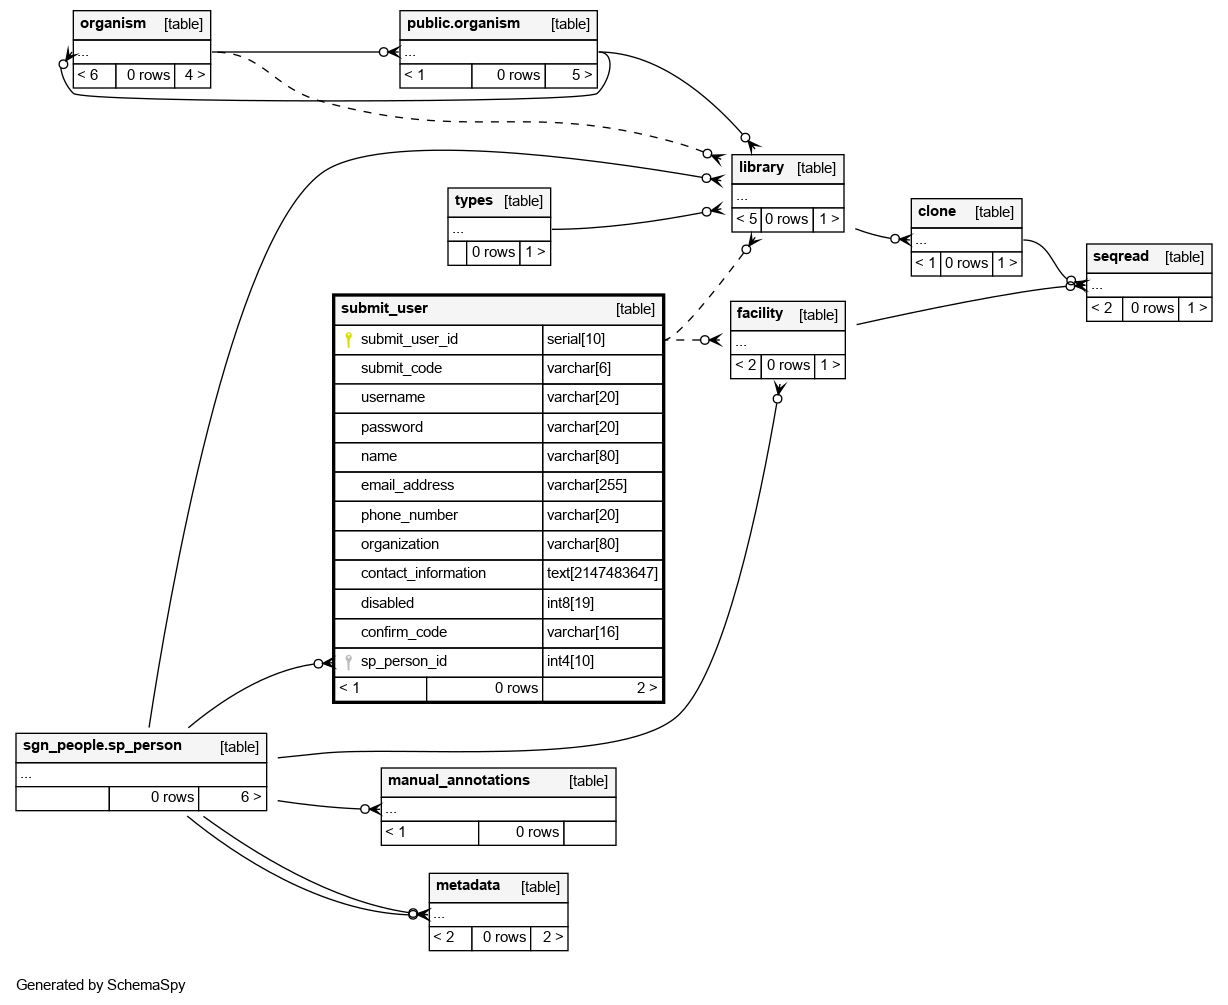 organism [table]
...
< 6 0 rows 4 >
public.organism [table]
...
< 1 0 rows 5 >
library [table]
...
< 5 0 rows 1 >
types [table]
...
0 rows 1 >
clone [table]
...
< 1 0 rows 1 >
seqread [table]
...
< 2 0 rows 1 >
facility [table]
...
< 2 0 rows 1 >
submit_user [table]
submit_user_id serial[10]
submit_code varchar[6]
username varchar[20]
password varchar[20]
name varchar[80]
email_address varchar[255]
phone_number varchar[20]
organization varchar[80]
contact_information text[2147483647]
disabled int8[19]
confirm_code varchar[16]
sp_person_id int4[10]
< 1 0 rows 2 >
sgn_people.sp_person [table]
...
0 rows 6 >
manual_annotations [table]
...
< 1 0 rows
metadata [table]
...
< 2 0 rows 2 >
Generated by SchemaSpy